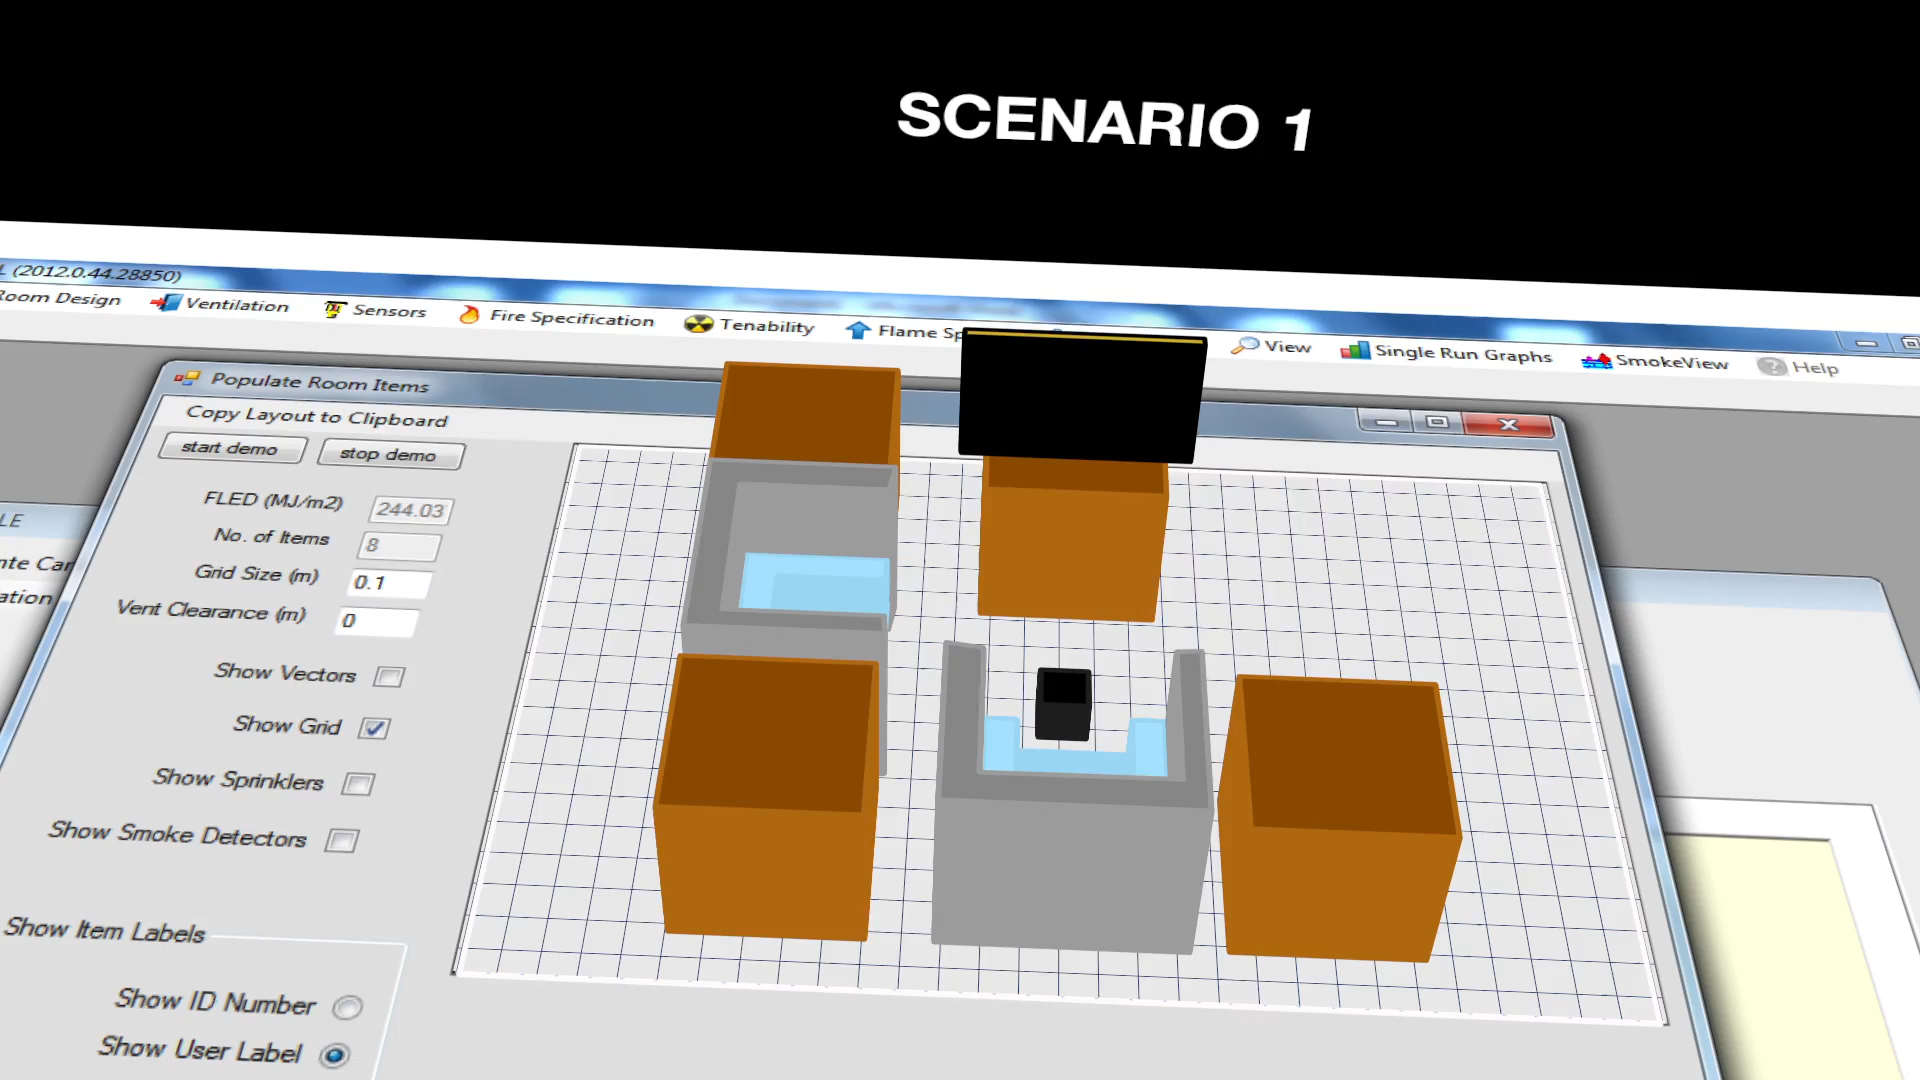 SCENARIO 1
L (2012.0.44.28850)
Room Design Ventilation Sensors Fire Specification Tenability Flame Sp View Single Run Graphs SmokeView Help
Populate Room Items
Copy Layout to Clipboard
start demo stop demo
FLED (MJ/m2) 244.03
No. of Items 8
Grid Size (m) 0.1
Vent Clearance (m) 0
Show Vectors
Show Grid
Show Sprinklers
Show Smoke Detectors
Show Item Labels
Show ID Number
Show User Label
LE
ation